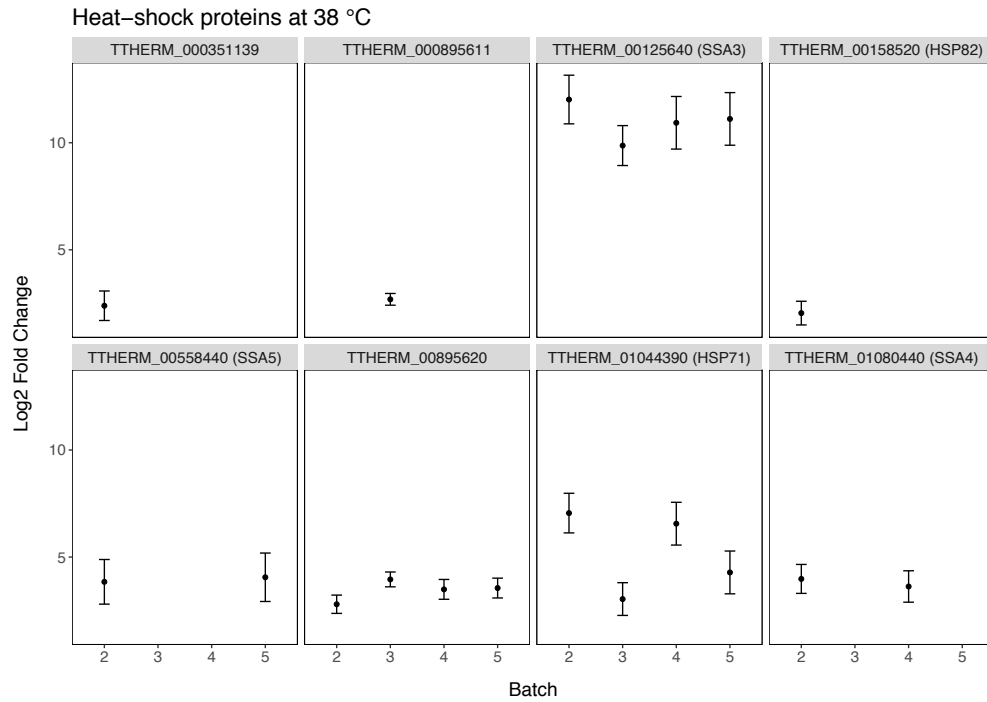 Heat−shock proteins at 38 °C
TTHERM_000351139
TTHERM_000895611
TTHERM_00125640 (SSA3)
TTHERM_00158520 (HSP82)
10
5
TTHERM_00558440 (SSA5)
TTHERM_00895620
TTHERM_01044390 (HSP71)
TTHERM_01080440 (SSA4)
10
5
Log2 Fold Change
2 3 4 5
2 3 4 5
2 3 4 5
2 3 4 5
Batch